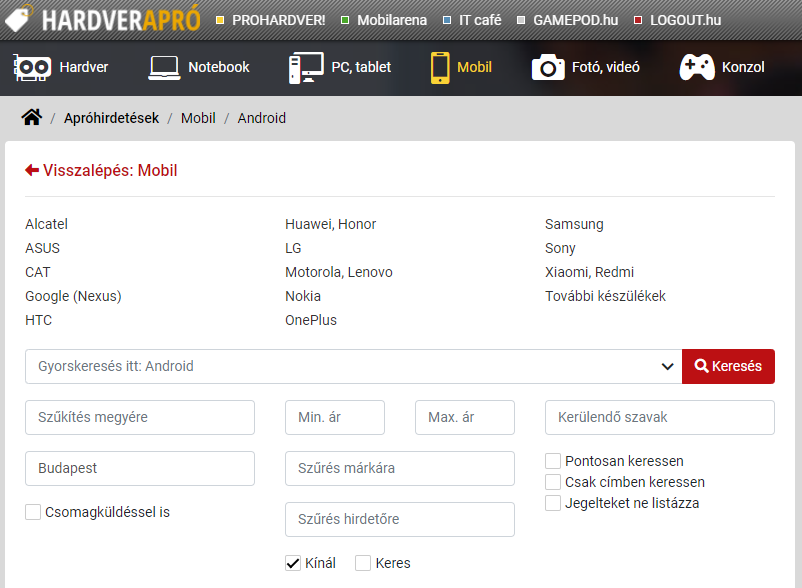 HARDVERAPRÓ PROHARDVER! Mobilarena IT café GAMEPOD.hu LOGOUT.hu
Hardver Notebook PC, tablet Mobil Fotó, videó Konzol
/ Apróhirdetések / Mobil / Android
Visszalépés: Mobil
Alcatel Huawei, Honor Samsung
ASUS LG Sony
CAT Motorola, Lenovo Xiaomi, Redmi
Google (Nexus) Nokia További készülékek
HTC OnePlus
Gyorskeresés itt: Android Keresés
Szűkítés megyére Min. ár Max. ár Kerülendő szavak
Budapest Szűrés márkára Pontosan keressen
Csak címben keressen
Csomagküldéssel is Szűrés hirdetőre Jegelteket ne listázza
Kínál Keres